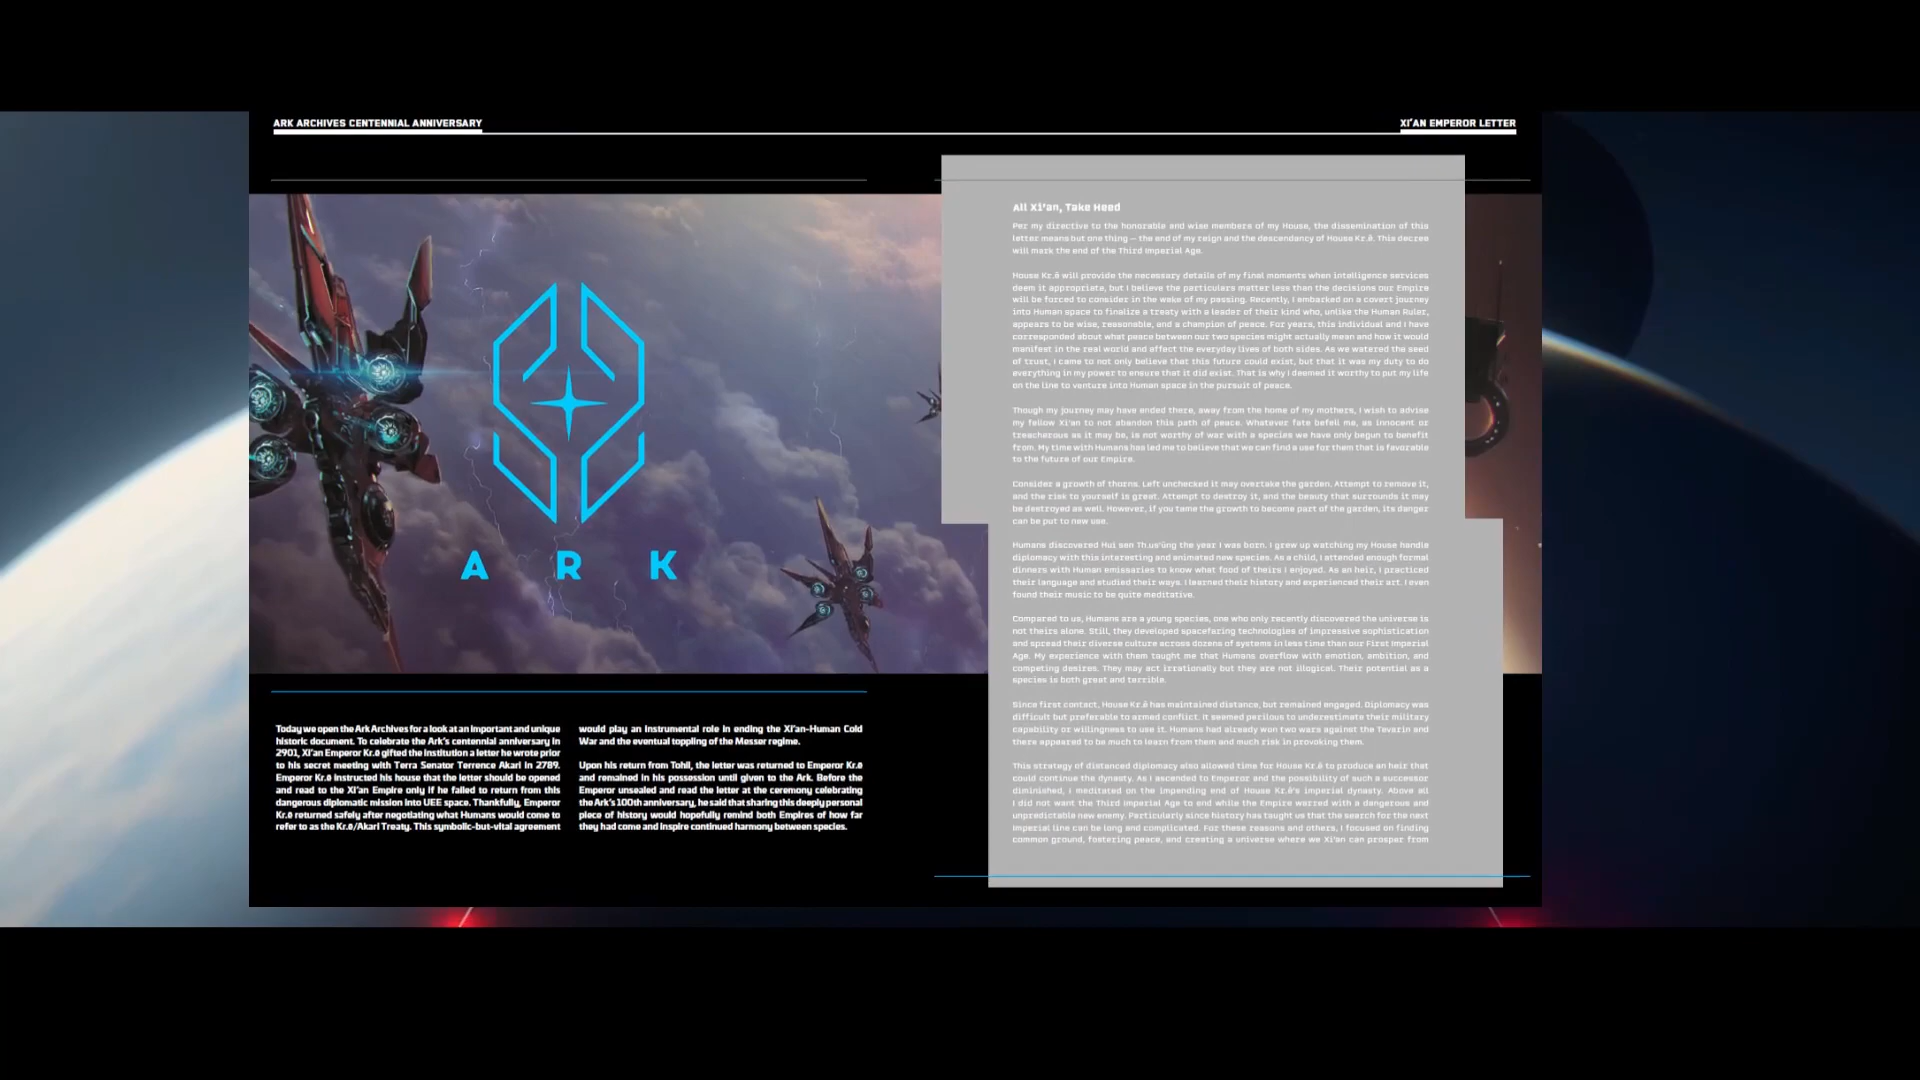 ARK ARCHIVES CENTENNIAL ANNIVERSARY
XI'AN EMPEROR LETTER
A R K
Today we open the Ark Archives for a look at an important and unique
historic document. To celebrate the Ark's centennial anniversary in
2901, Xi'an Emperor Kr.ē gifted the institution a letter he wrote prior
to his secret meeting with Terra Senator Terrence Akari in 2789.
Emperor Kr.ē instructed his house that the letter should be opened
and read to the Xi'an Empire only if he failed to return from this
dangerous diplomatic mission into UEE space. Thankfully, Emperor
Kr.ē returned safely after negotiating what Humans would come to
refer to as the Kr.ē/Akari Treaty. This symbolic-but-vital agreement
would play an instrumental role in ending the Xi'an-Human Cold
War and the eventual toppling of the Messer regime.
Upon his return from Tohil, the letter was returned to Emperor Kr.ē
and remained in his possession until given to the Ark. Before the
Emperor unsealed and read the letter at the ceremony celebrating
the Ark's 100th anniversary, he said that sharing this deeply personal
piece of history would hopefully remind both Empires of how far
they had come and inspire continued harmony between species.
All Xi'an, Take Heed
Per my directive to the honorable and wise members of my House, the dissemination of this
letter means but one thing – the end of my reign and the descendancy of House Kr.ē. This decree
will mark the end of the Third Imperial Age.
House Kr.ē will provide the necessary details of my final moments when intelligence services
deem it appropriate, but I believe the particulars matter less than the decisions our Empire
will be forced to consider in the wake of my passing. Recently, I embarked on a covert journey
into Human space to finalize a treaty with a leader of their kind who, unlike the Human Ruler,
appears to be wise, reasonable, and a champion of peace. For years, this individual and I have
corresponded about what peace between our two species might actually mean and how it would
manifest in the real world and affect the everyday lives of both sides. As we watered the seed
of trust, I came to not only believe that this future could exist, but that it was my duty to do
everything in my power to ensure that it did exist. That is why I deemed it worthy to put my life
on the line to venture into Human space in the pursuit of peace.
Though my journey may have ended there, away from the home of my mothers, I wish to advise
my fellow Xi'an to not abandon this path of peace. Whatever fate befell me, as innocent or
treacherous as it may be, is not worthy of war with a species we have only begun to benefit
from. My time with Humans has led me to believe that we can find a use for them that is favorable
to the future of our Empire.
Consider a growth of thorns. Left unchecked it may overtake the garden. Attempt to remove it,
and the risk to yourself is great. Attempt to destroy it, and the beauty that surrounds it may
be destroyed as well. However, if you tame the growth to become part of the garden, its danger
can be put to new use.
Humans discovered Hui sen Th.us'ūng the year I was born. I grew up watching my House handle
diplomacy with this interesting and animated new species. As a child, I attended enough formal
dinners with Human emissaries to know what food of theirs I enjoyed. As an heir, I practiced
their language and studied their ways. I learned their history and experienced their art. I even
found their music to be quite meditative.
Compared to us, Humans are a young species, one who only recently discovered the universe is
not theirs alone. Still, they developed spacefaring technologies of impressive sophistication
and spread their diverse culture across dozens of systems in less time than our First Imperial
Age. My experience with them taught me that Humans overflow with emotion, ambition, and
competing desires. They may act irrationally but they are not illogical. Their potential as a
species is both great and terrible.
Since first contact, House Kr.ē has maintained distance, but remained engaged. Diplomacy was
difficult but preferable to armed conflict. It seemed perilous to underestimate their military
capability or willingness to use it. Humans had already won two wars against the Tevarin and
there appeared to be much to learn from them and much risk in provoking them.
This strategy of distanced diplomacy also allowed time for House Kr.ē to produce an heir that
could continue the dynasty. As I ascended to Emperor and the possibility of such a successor
diminished, I meditated on the impending end of House Kr.ē's imperial dynasty. Above all
I did not want the Third Imperial Age to end while the Empire warred with a dangerous and
unpredictable new enemy. Particularly since history has taught us that the search for the next
Imperial line can be long and complicated. For these reasons and others, I focused on finding
common ground, fostering peace, and creating a universe where we Xi'an can prosper from